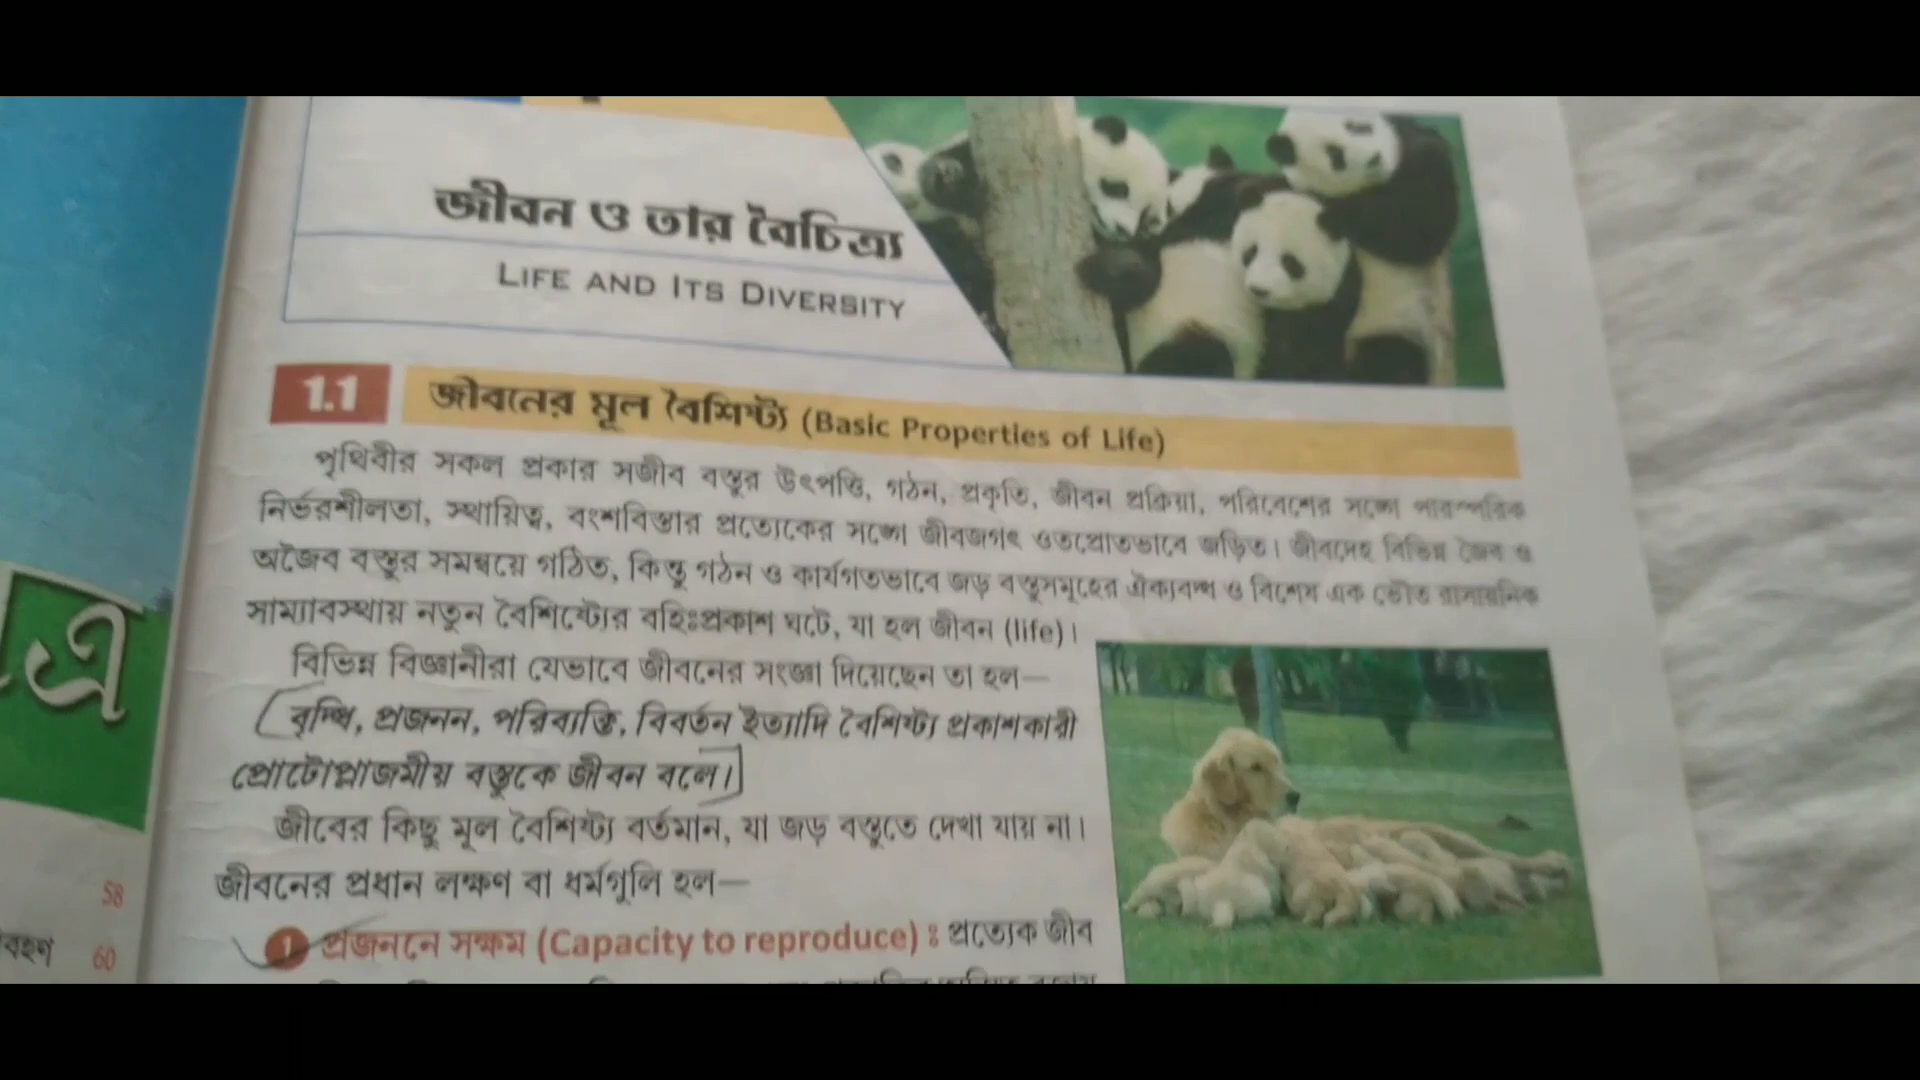 জীবন ও তার বৈচিত্র্য
LIFE AND ITS DIVERSITY
1.1 জীবনের মূল বৈশিষ্ট্য (Basic Properties of Life)
পৃথিবীর সকল প্রকার সজীব বস্তুর উৎপত্তি, গঠন, প্রকৃতি, জীবন প্রক্রিয়া, পরিবেশের সঙ্গে পারস্পরিক
নির্ভরশীলতা, স্থায়িত্ব, বংশবিস্তার প্রত্যেকের সঙ্গে জীবজগৎ ওতপ্রোতভাবে জড়িত। জীবদেহ বিভিন্ন জৈব ও
অজৈব বস্তুর সমন্বয়ে গঠিত, কিন্তু গঠন ও কার্যগতভাবে জড় বস্তুসমূহের ঐক্যবদ্ধ ও বিশেষ এক ভৌত রাসায়নিক
সাম্যাবস্থায় নতুন বৈশিষ্ট্যের বহিঃপ্রকাশ ঘটে, যা হল জীবন (life)।
বিভিন্ন বিজ্ঞানীরা যেভাবে জীবনের সংজ্ঞা দিয়েছেন তা হল—
বৃদ্ধি, প্রজনন, পরিব্যক্তি, বিবর্তন ইত্যাদি বৈশিষ্ট্য প্রকাশকারী
প্রোটোপ্লাজমীয় বস্তুকে জীবন বলে।
জীবের কিছু মূল বৈশিষ্ট্য বর্তমান, যা জড় বস্তুতে দেখা যায় না।
জীবনের প্রধান লক্ষণ বা ধর্মগুলি হল—
1 প্রজননে সক্ষম (Capacity to reproduce) : প্রত্যেক জীব
ত্র
58
60